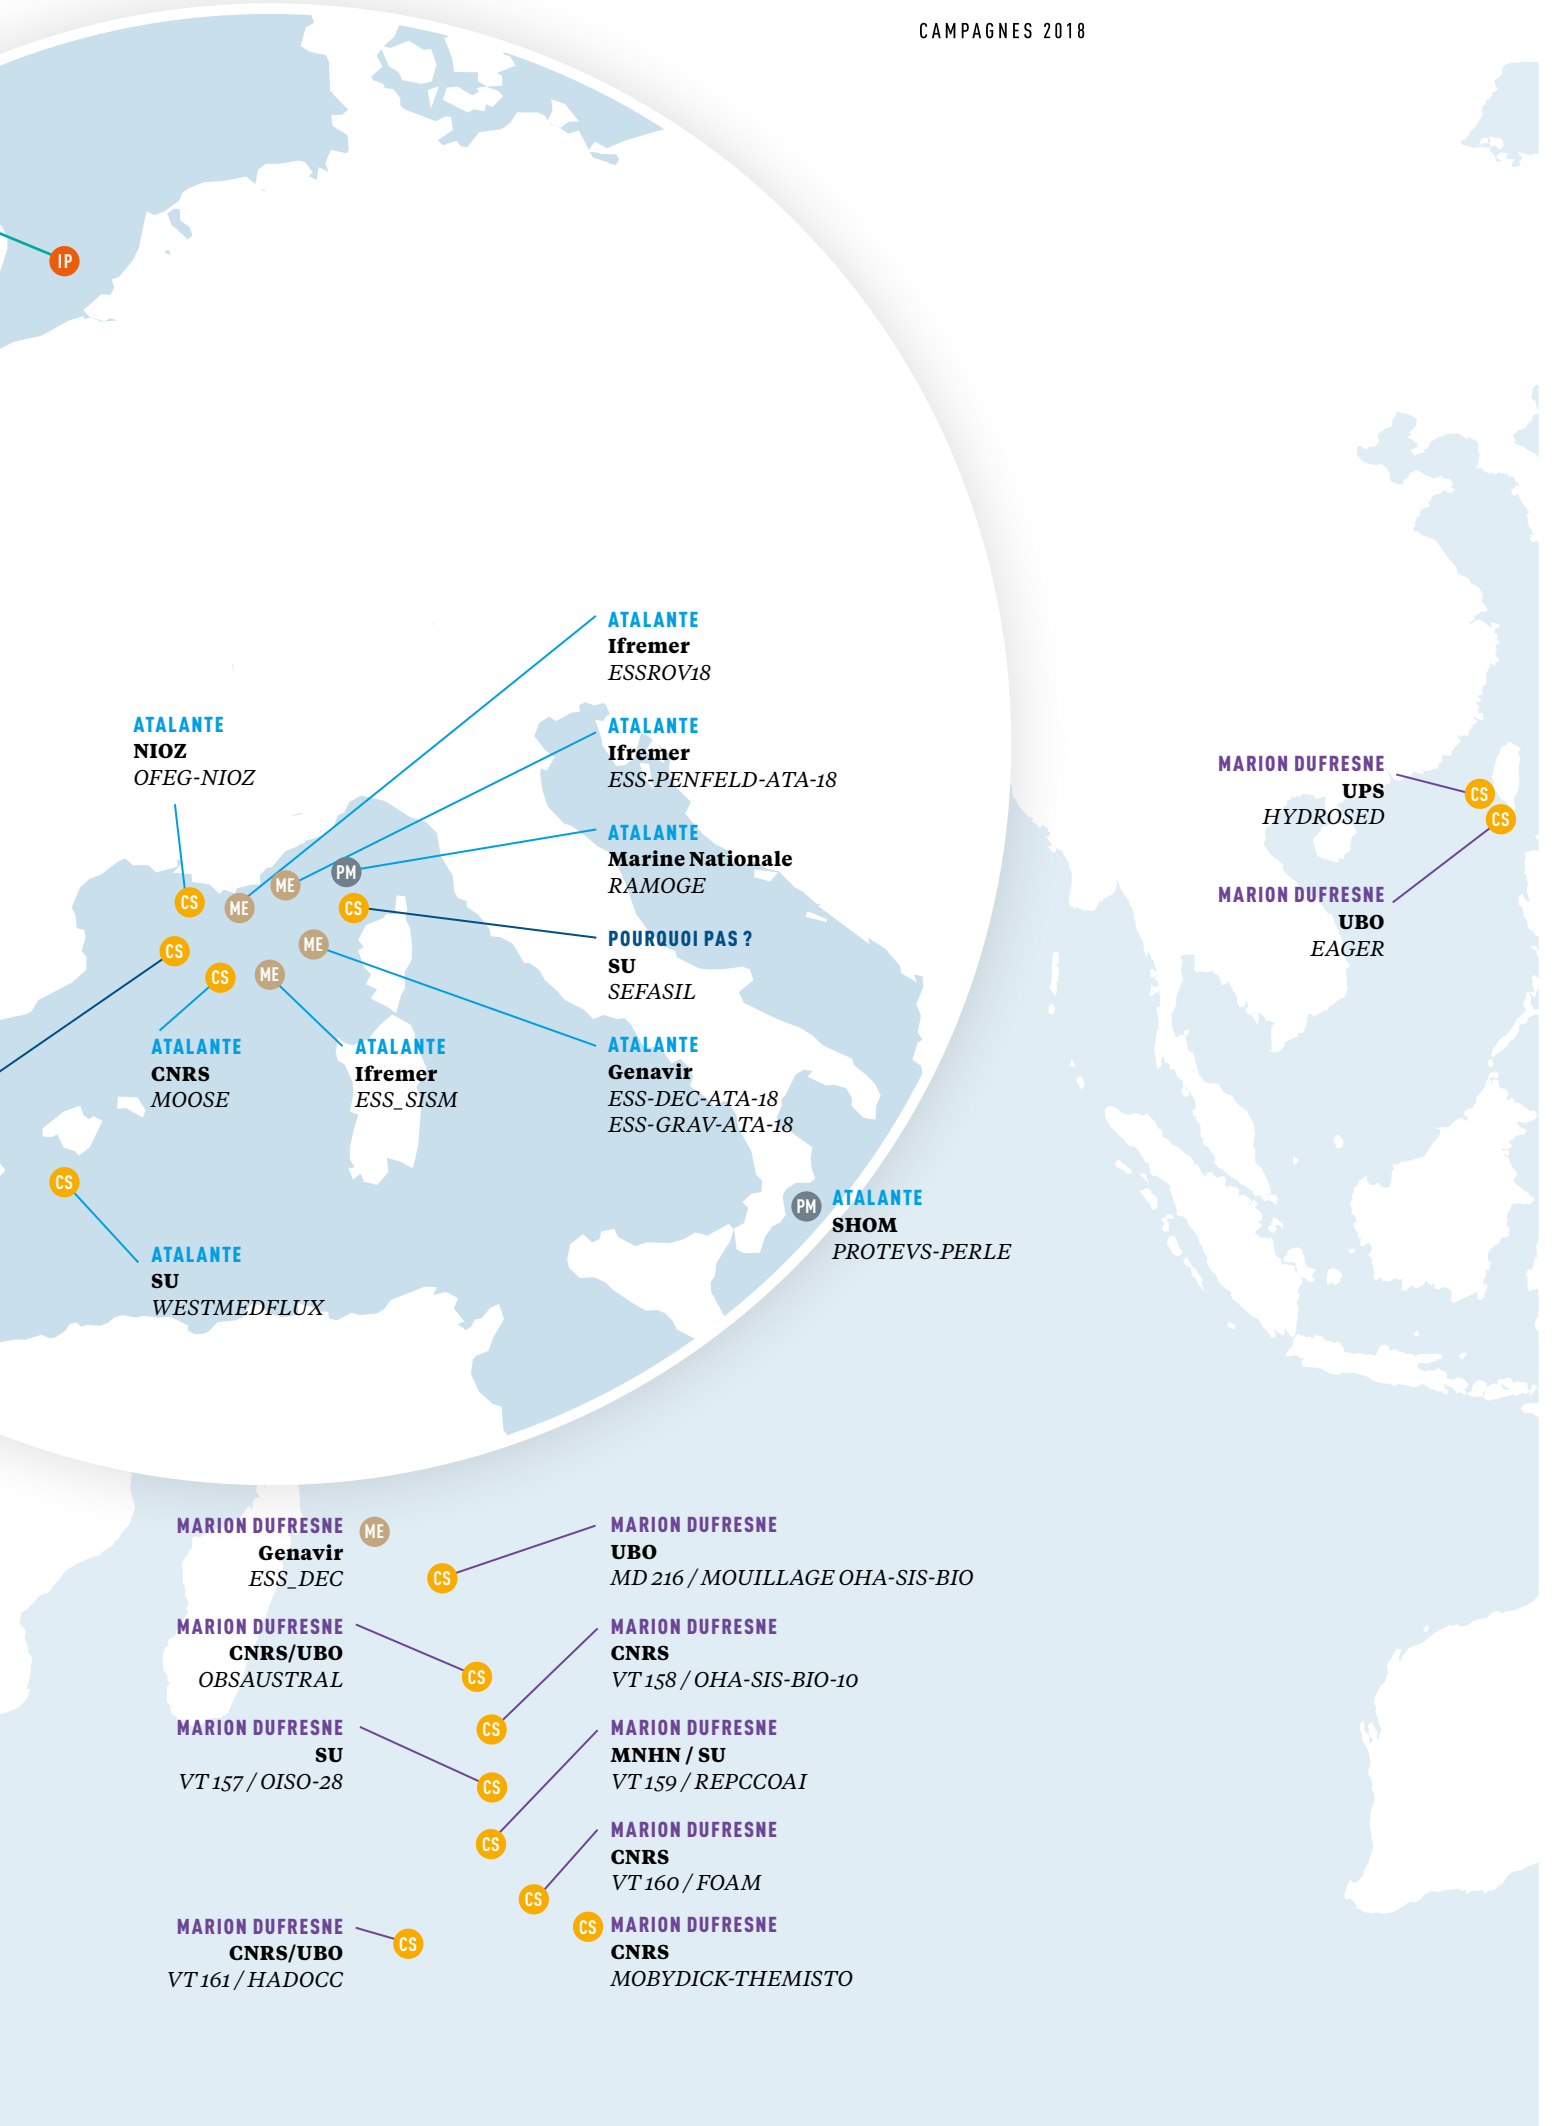 CAMPAGNES 2018
IP
ATALANTE
Ifremer
ESSROV18
ATALANTE
NIOZ
OFEG-NIOZ
ATALANTE
Ifremer
ESS-PENFELD-ATA-18
ATALANTE
Marine Nationale
RAMOGE
PM
ME
CS
ME
CS
POURQUOI PAS ?
SU
SEFASIL
CS
ME
CS
ME
ATALANTE
CNRS
MOOSE
ATALANTE
Ifremer
ESS_SISM
ATALANTE
Genavir
ESS-DEC-ATA-18
ESS-GRAV-ATA-18
CS
ATALANTE
SU
WESTMEDFLUX
PM
ATALANTE
SHOM
PROTEVS-PERLE
MARION DUFRESNE
UPS
HYDROSED
CS
CS
MARION DUFRESNE
UBO
EAGER
MARION DUFRESNE
Genavir
ESS_DEC
ME
CS
MARION DUFRESNE
UBO
MD 216 / MOUILLAGE OHA-SIS-BIO
MARION DUFRESNE
CNRS/UBO
OBSAUSTRAL
CS
MARION DUFRESNE
CNRS
VT 158 / OHA-SIS-BIO-10
CS
MARION DUFRESNE
SU
VT 157 / OISO-28
CS
MARION DUFRESNE
MNHN / SU
VT 159 / REPCCOAI
CS
MARION DUFRESNE
CNRS
VT 160 / FOAM
CS
MARION DUFRESNE
CNRS/UBO
VT 161 / HADOCC
CS
CS
MARION DUFRESNE
CNRS
MOBYDICK-THEMISTO